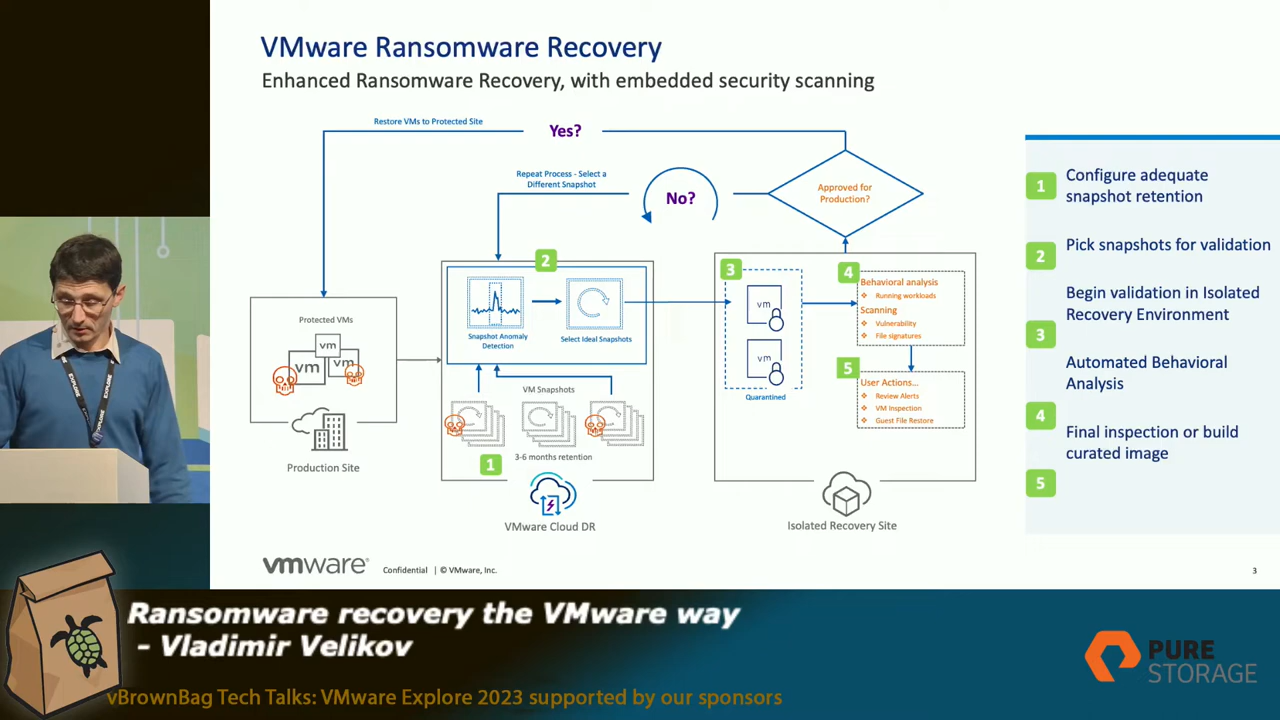 VMware Ransomware Recovery
Enhanced Ransomware Recovery, with embedded security scanning
Restore VMs to Protected Site
Yes?
Repeat Process - Select a
Different Snapshot
No?
Approved for
Production?
Protected VMs
vm
vm
vm
Production Site
2
Snapshot Anomaly
Detection
Select Ideal Snapshots
VM Snapshots
3-6 months retention
1
VMware Cloud DR
3
vm
vm
Quarantined
4
Behavioral analysis
❖ Running workloads
Scanning
❖ Vulnerability
❖ File signatures
5
User Actions...
❖ Review Alerts
❖ VM Inspection
❖ Guest File Restore
Isolated Recovery Site
1
Configure adequate
snapshot retention
2
Pick snapshots for validation
Begin validation in Isolated
Recovery Environment
3
Automated Behavioral
Analysis
4
Final inspection or build
curated image
5
vmware®
Confidential | © VMware, Inc.
3
Ransomware recovery the VMware way
- Vladimir Velikov
vBrownBag Tech Talks: VMware Explore 2023 supported by our sponsors
PURE
STORAGE